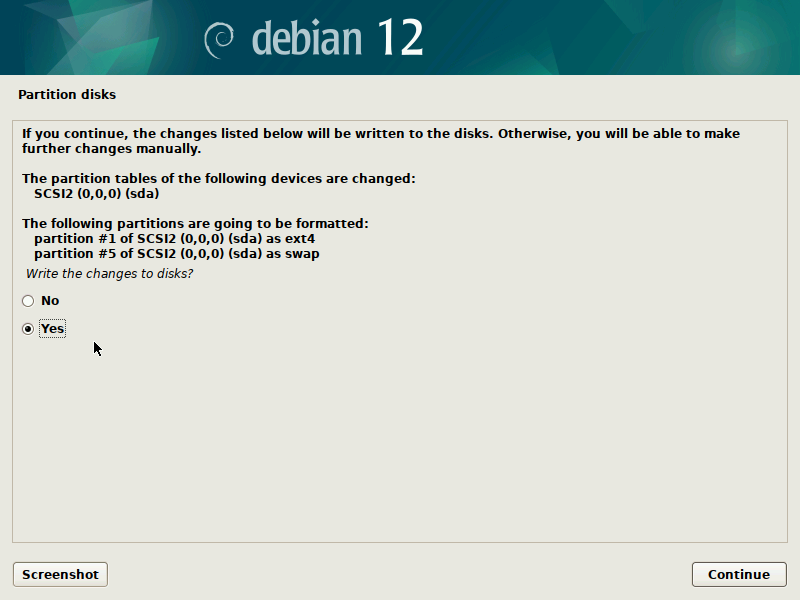 debian 12
Partition disks
If you continue, the changes listed below will be written to the disks. Otherwise, you will be able to make
further changes manually.
The partition tables of the following devices are changed:
SCSI2 (0,0,0) (sda)
The following partitions are going to be formatted:
partition #1 of SCSI2 (0,0,0) (sda) as ext4
partition #5 of SCSI2 (0,0,0) (sda) as swap
Write the changes to disks?
No
Yes
Screenshot
Continue